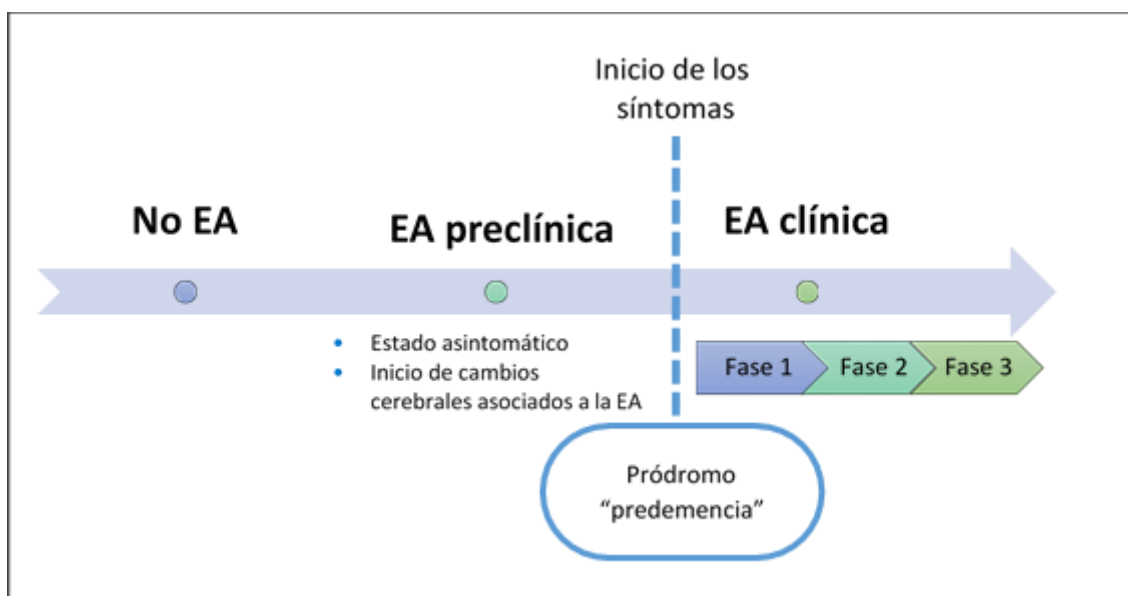 Inicio de los
síntomas
No EA
EA preclínica
EA clínica
• Estado asintomático
• Inicio de cambios
cerebrales asociados a la EA
Fase 1
Fase 2
Fase 3
Pródromo
“predemencia”